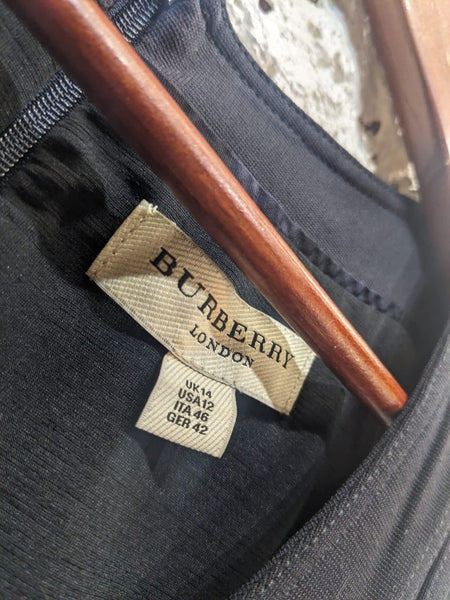 BURBERRY
LONDON
UK14
USA12
ITA 46
GER 42